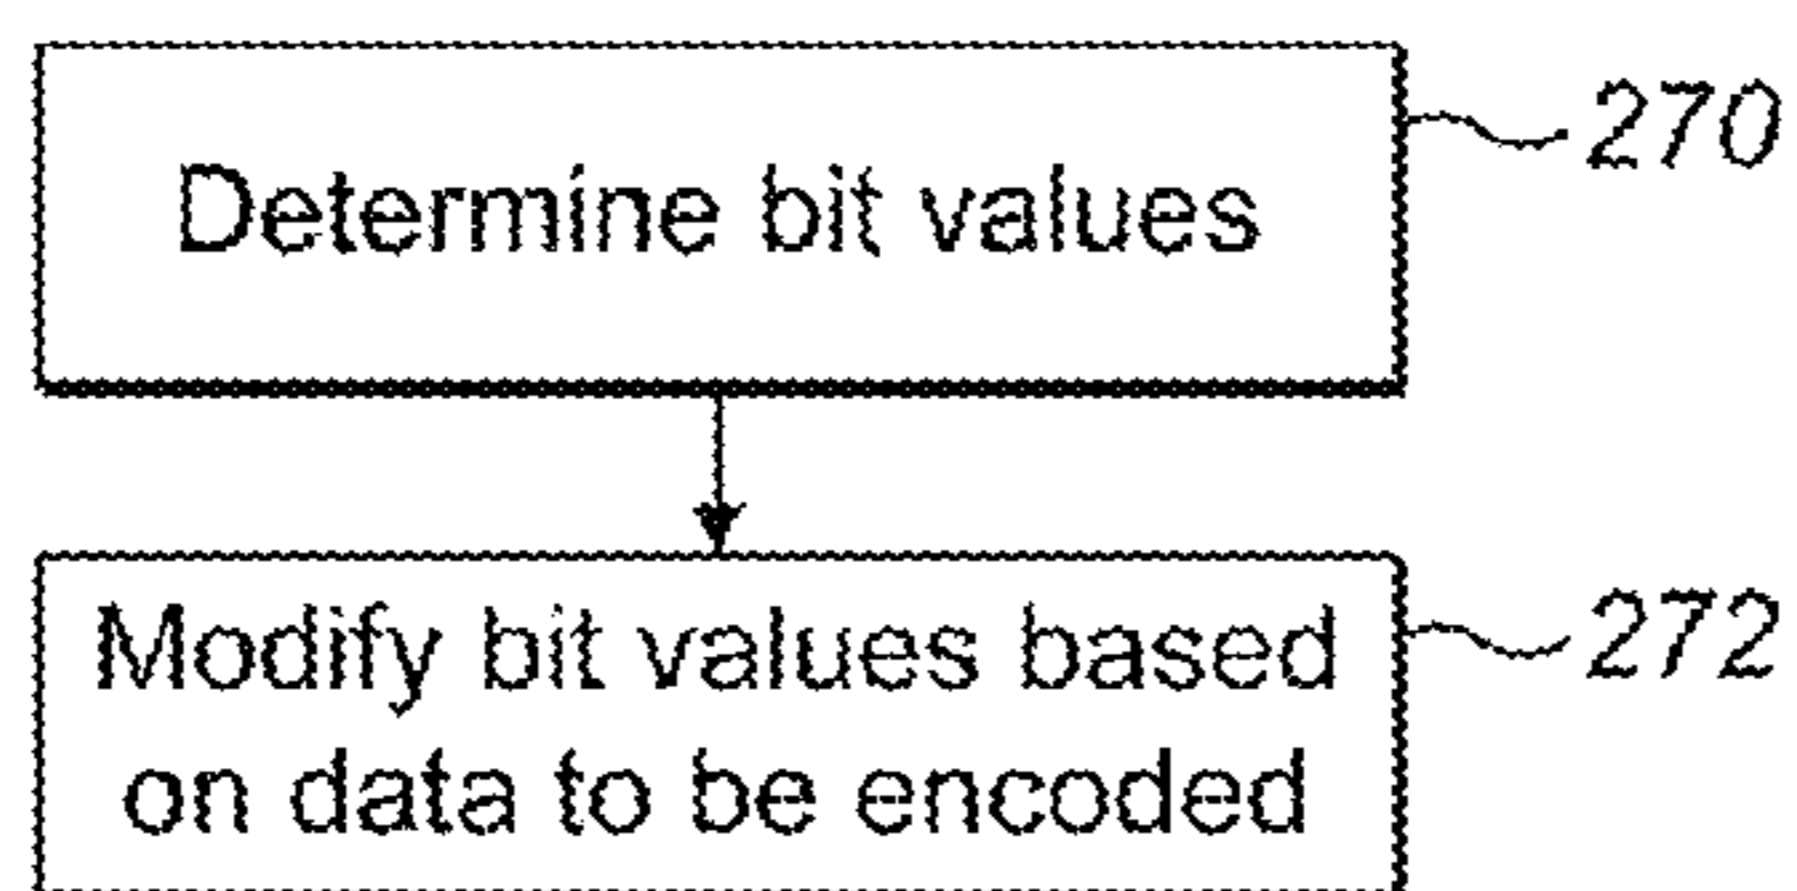 Determine bit values
270
Modify bit values based
on data to be encoded
272